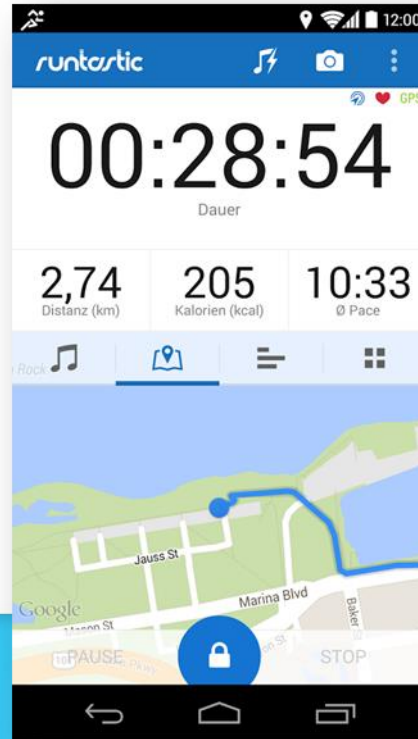 12:00
runtastic
GPS
00:28:54
Dauer
2,74 205 10:33
Distanz (km) Kalorien (kcal) Ø Pace
Rock
Jauss St
Marina Blvd
Google
Mason St
Baker
PAUSE STOP